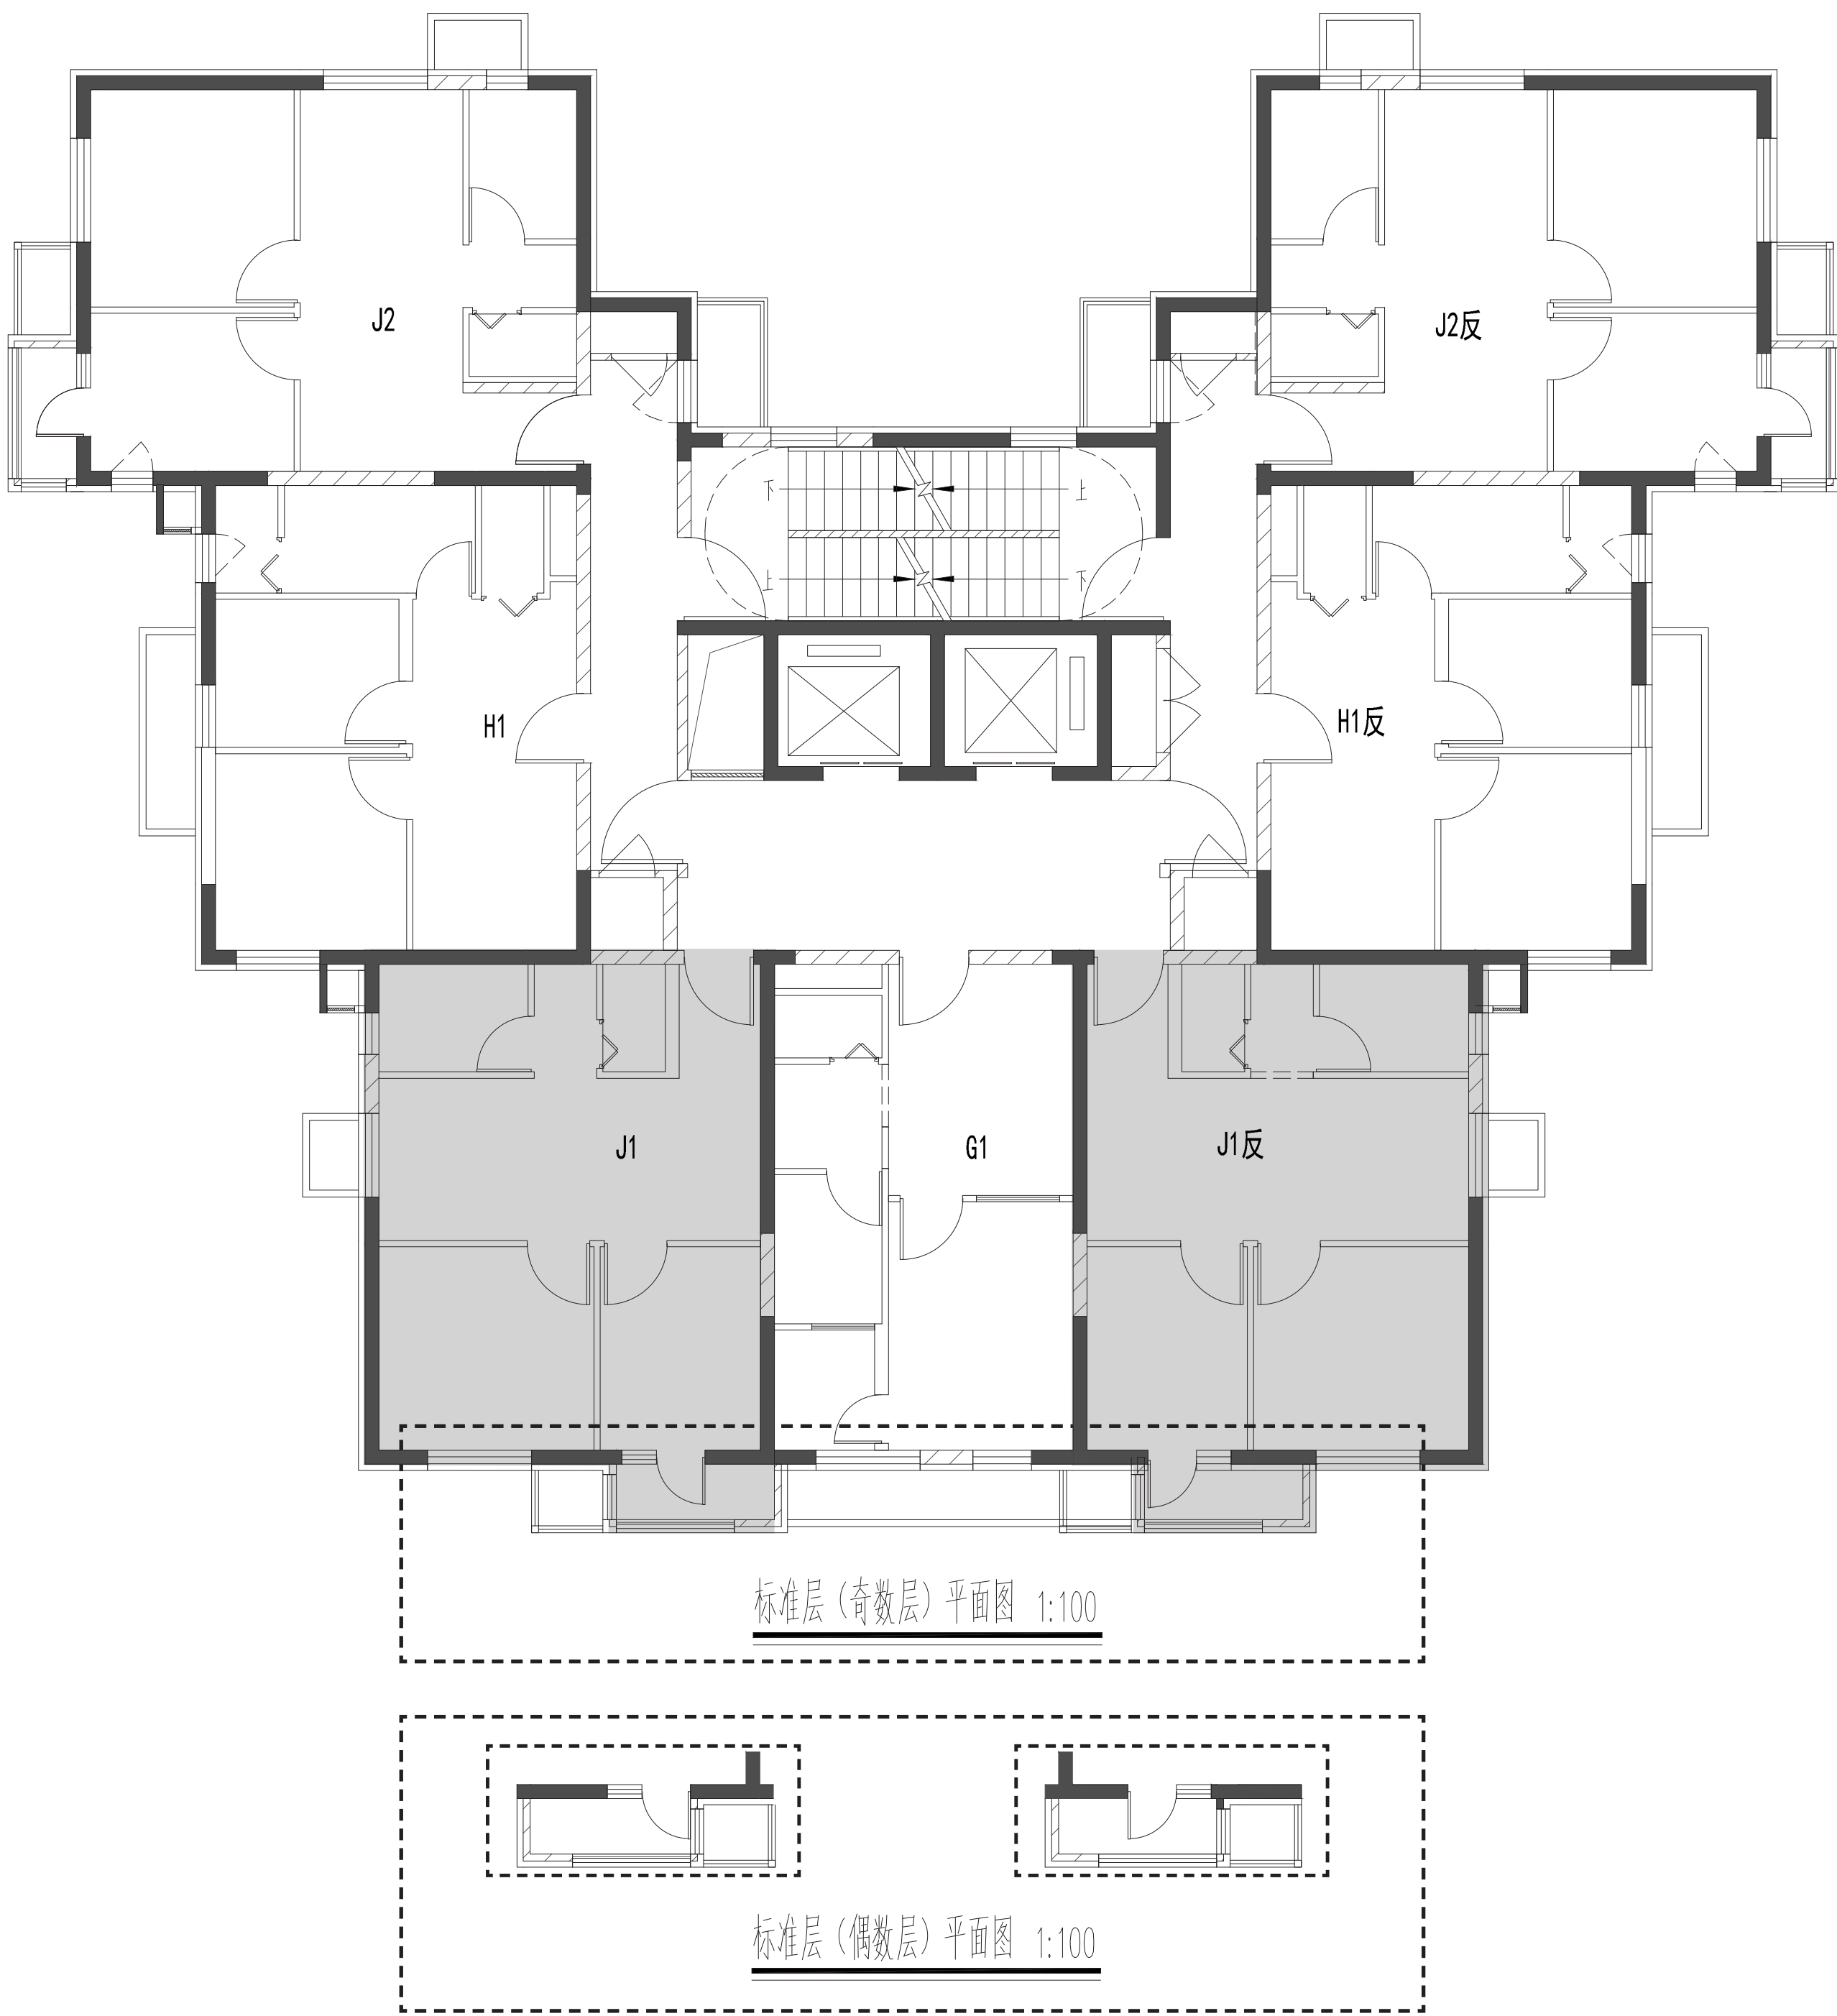 J2
J2反
下
上
上
下
H1
H1反
J1
G1
J1反
标准层(奇数层)平面图 1:100
标准层(偶数层)平面图 1:100